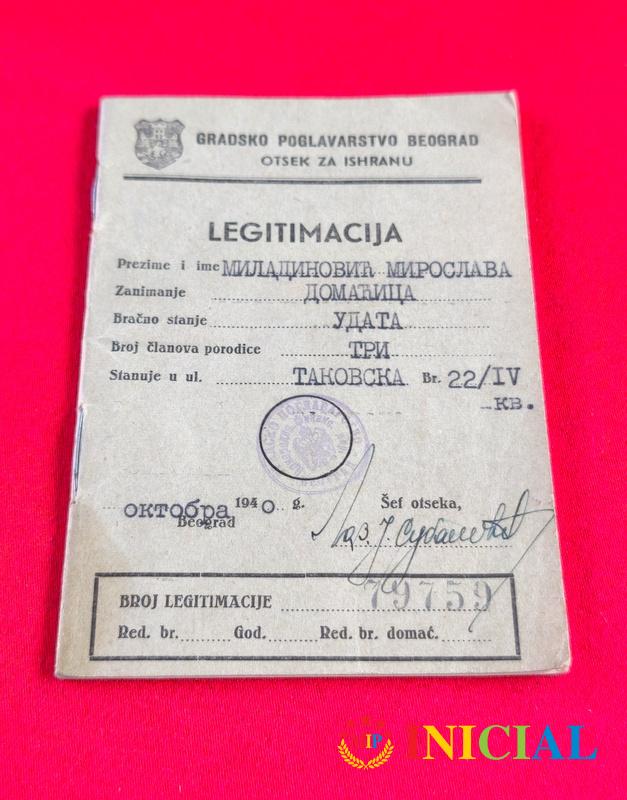 GRADSKO POGLAVARSTVO BEOGRAD
OTSEK ZA ISHRANU
LEGITIMACIJA
Prezime i ime МИЛАДИНОВИЋ МИРОСЛАВА
Zanimanje ДОМАЋИЦА
Bračno stanje УДАТА
Broj članova porodice ТРИ
Stanuje u ul. ТАКОВСКА Br. 22/IV
КВ.
октобра 1940 g.
Beograd
Šef otseka,
BROJ LEGITIMACIJE 79759
Red. br. God. Red. br. domać.
IP INICIAL